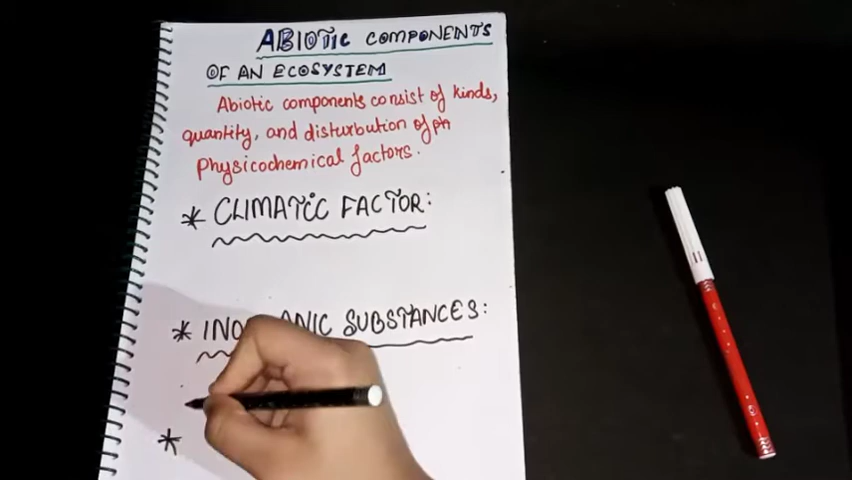 ABIOTIC COMPONENTS
OF AN ECOSYSTEM
Abiotic components consist of kinds,
quantity, and disturbution of ph
Physicochemical factors.
* CLIMATIC FACTOR:
* SUBSTANCES:
*